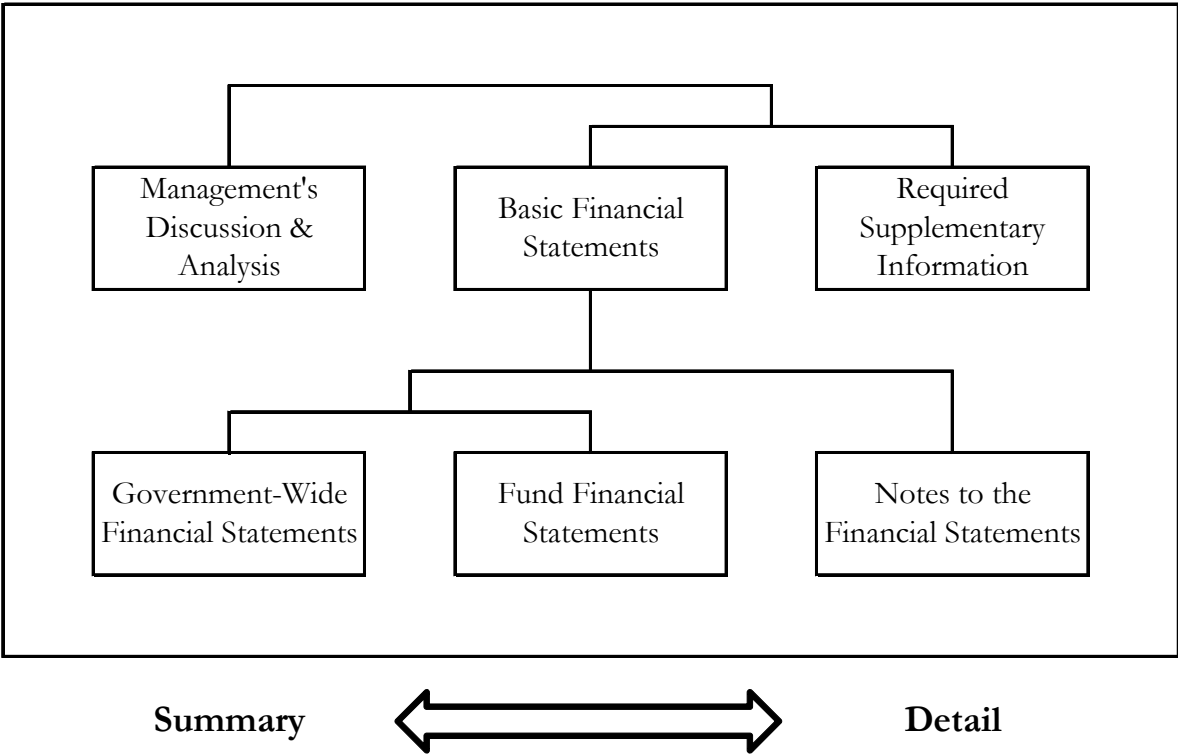 Management's
Discussion &
Analysis
Basic Financial
Statements
Required
Supplementary
Information
Government-Wide
Financial Statements
Fund Financial
Statements
Notes to the
Financial Statements
Summary
Detail